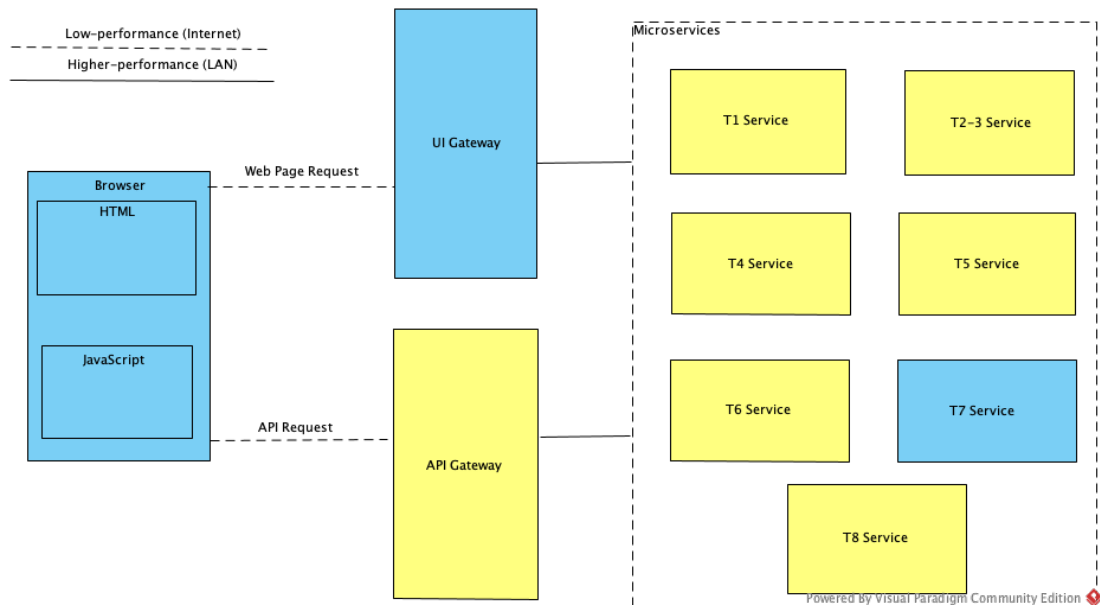 Low-performance (Internet)
Higher-performance (LAN)
Browser
HTML
JavaScript
Web Page Request
API Request
UI Gateway
API Gateway
Microservices
T1 Service
T2-3 Service
T4 Service
T5 Service
T6 Service
T7 Service
T8 Service
Powered By Visual Paradigm Community Edition